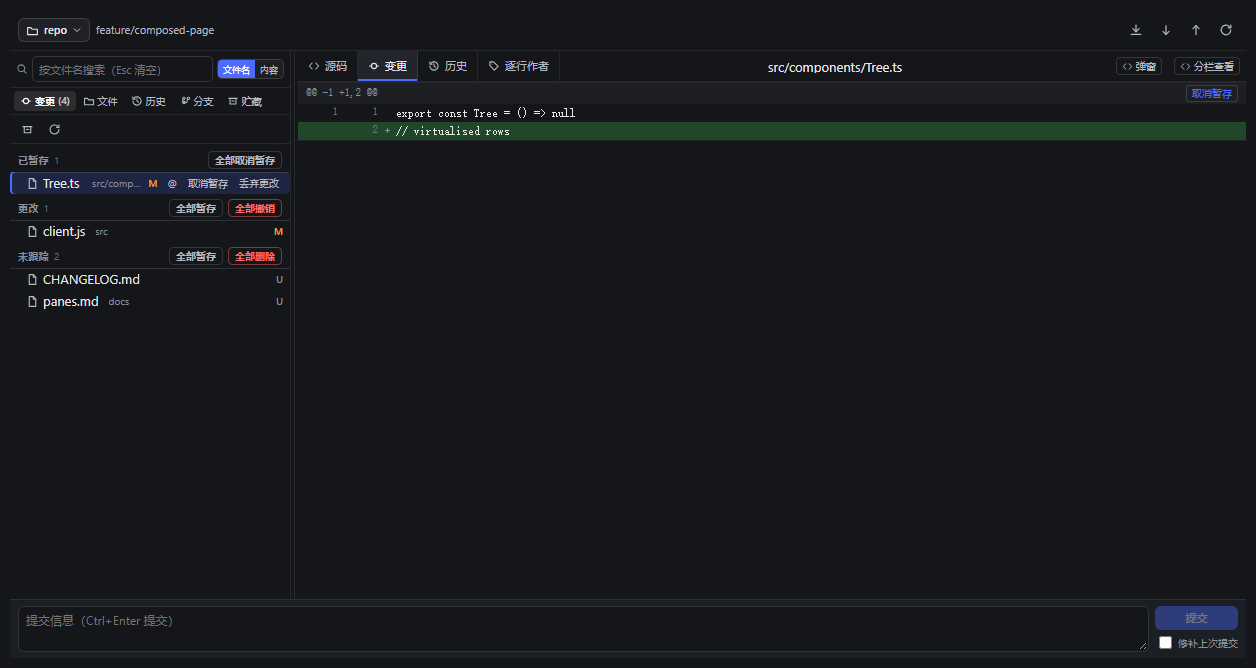 repo feature/composed-page
按文件名搜索（Esc 清空） 文件名 内容
变更 (4) 文件 历史 分支 贮藏
已暂存 1 全部取消暂存
Tree.ts src/comp... M @ 取消暂存 丢弃更改
更改 1 全部暂存 全部撤销
client.js src M
未跟踪 2 全部暂存 全部删除
CHANGELOG.md U
panes.md docs U
源码 变更 历史 逐行作者 src/components/Tree.ts 弹窗 分栏查看
@@ -1 +1,2 @@ 取消暂存
1 1 export const Tree = () => null
2 + // virtualised rows
提交信息（Ctrl+Enter 提交） 提交
修补上次提交